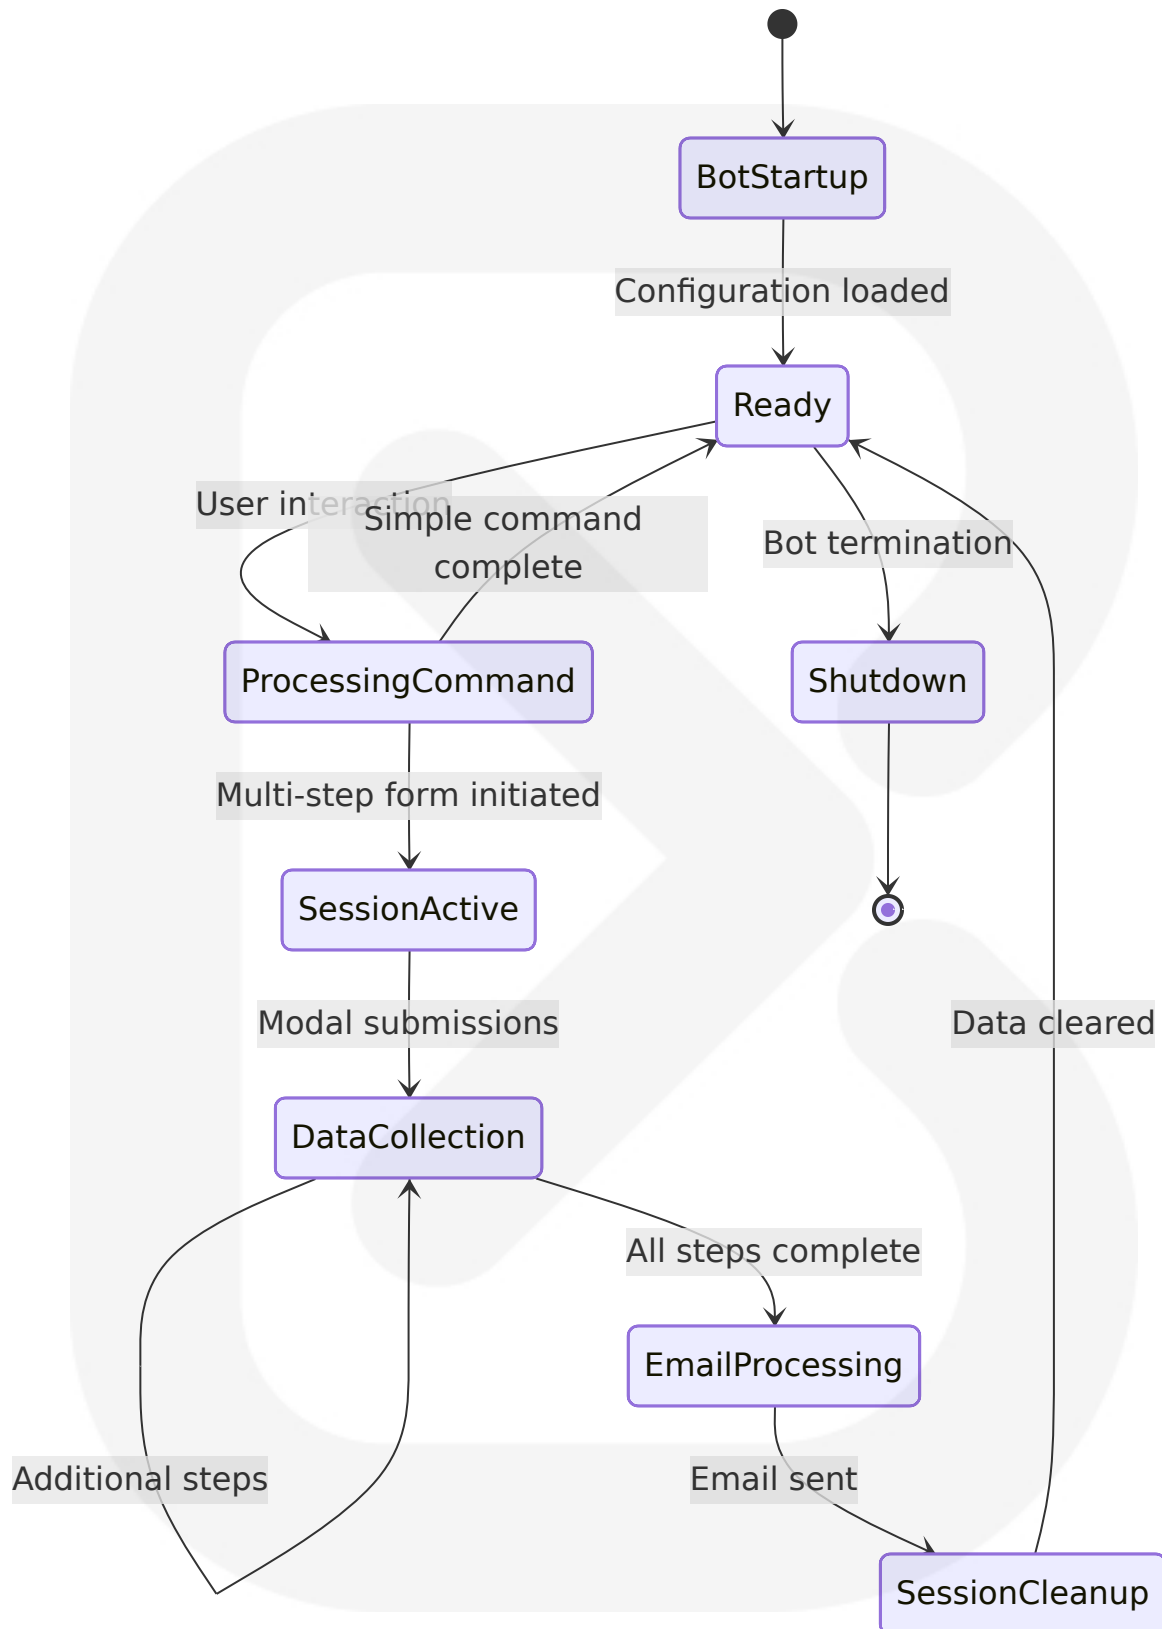 BotStartup
Configuration loaded
Ready
User interaction
Simple command
complete
Bot termination
ProcessingCommand
Shutdown
Multi-step form initiated
SessionActive
Modal submissions
Data cleared
DataCollection
All steps complete
EmailProcessing
Additional steps
Email sent
SessionCleanup